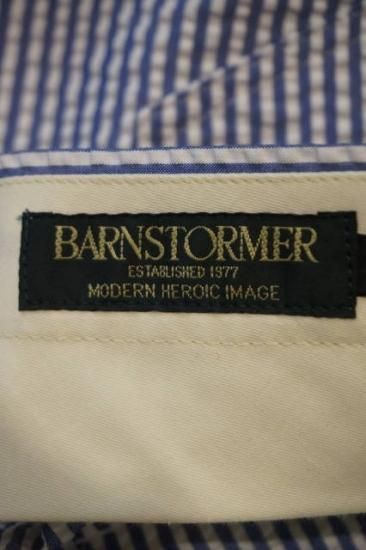 BARNSTORMER
ESTABLISHED 1977
MODERN HEROIC IMAGE